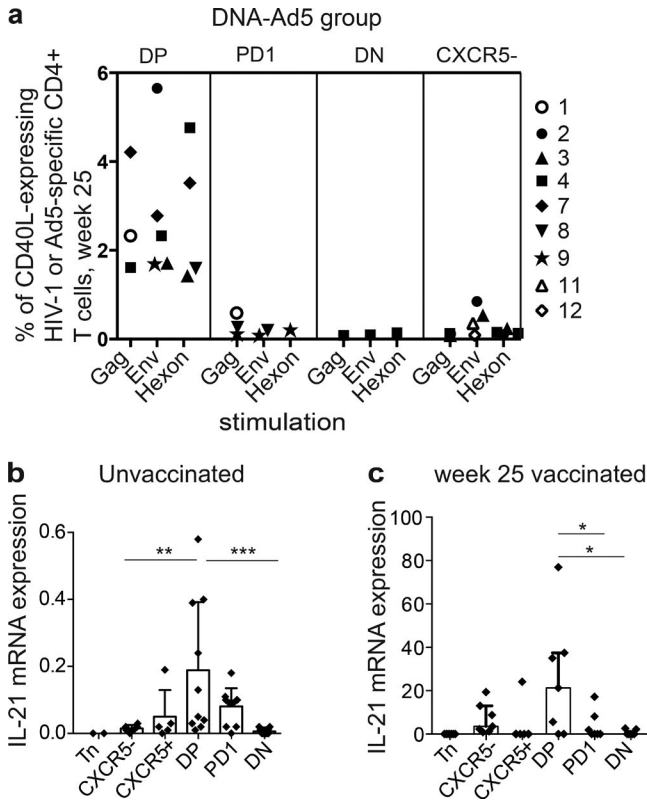 a
DNA-Ad5 group
DP PD1 DN CXCR5-
% of CD40L-expressing
HIV-1 or Ad5-specific CD4+
T cells, week 25
6
4
2
0
Gag Env Hexon Gag Env Hexon Gag Env Hexon Gag Env Hexon
stimulation
1
2
3
4
7
8
9
11
12
b Unvaccinated
IL-21 mRNA expression
0.6
0.4
0.2
0.0
** ***
Tn CXCR5- CXCR5+ DP PD1 DN
c week 25 vaccinated
IL-21 mRNA expression
100
80
60
40
20
0
*
*
Tn CXCR5- CXCR5+ DP PD1 DN